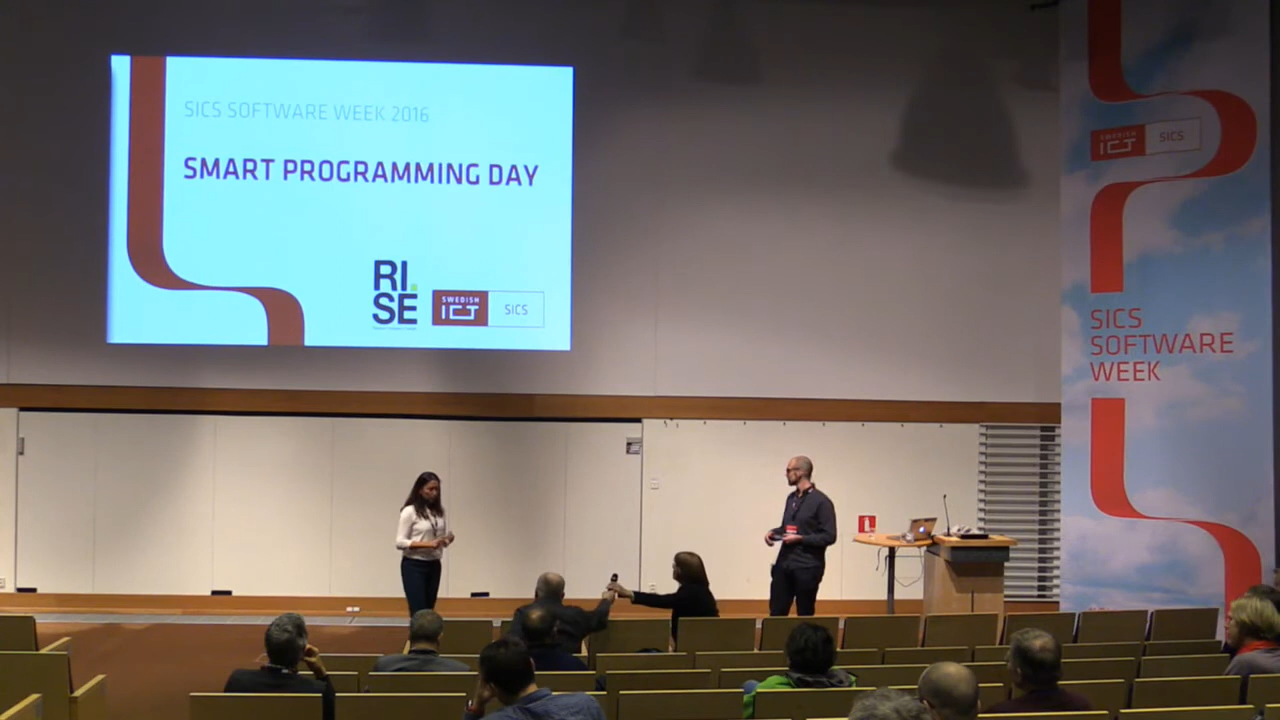 SICS SOFTWARE WEEK 2016
SMART PROGRAMMING DAY
RI.
SE
SWEDISH
ICT
SICS
SWEDISH
ICT
SICS
SICS
SOFTWARE
WEEK